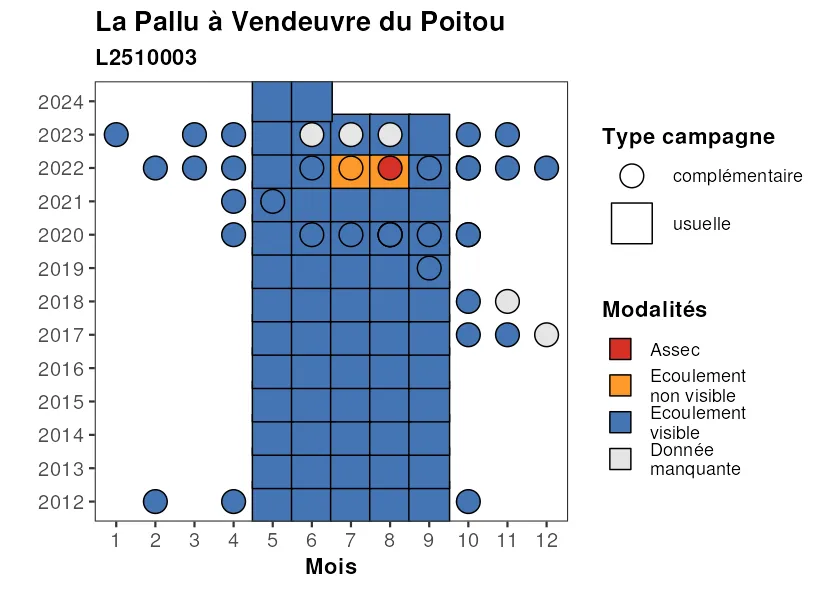 La Pallu à Vendeuvre du Poitou
L2510003
2024
2023
2022
2021
2020
2019
2018
2017
2016
2015
2014
2013
2012
1 2 3 4 5 6 7 8 9 10 11 12
Mois
Type campagne
complémentaire
usuelle
Modalités
Assec
Ecoulement
non visible
Ecoulement
visible
Donnée
manquante